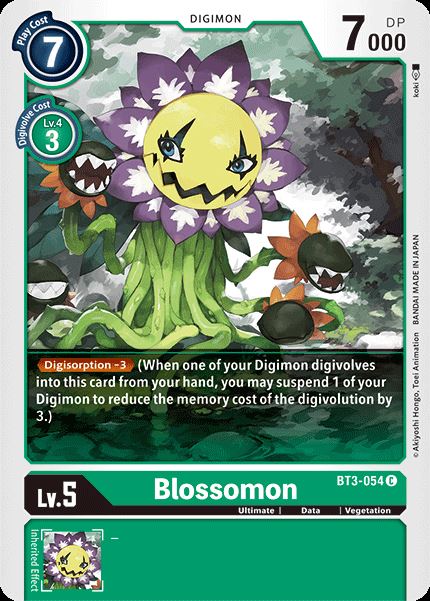 DIGIMON
Play Cost
7
DP
7000
Digivolve Cost
Lv.4
3
koki
©Akiyoshi Hongo, Toei Animation BANDAI MADE IN JAPAN
Digisorption -3 (When one of your Digimon digivolves
into this card from your hand, you may suspend 1 of your
Digimon to reduce the memory cost of the digivolution by
3.)
BT3-054 C
Lv.5 Blossomon
Ultimate | Data | Vegetation
Inherited Effect
–